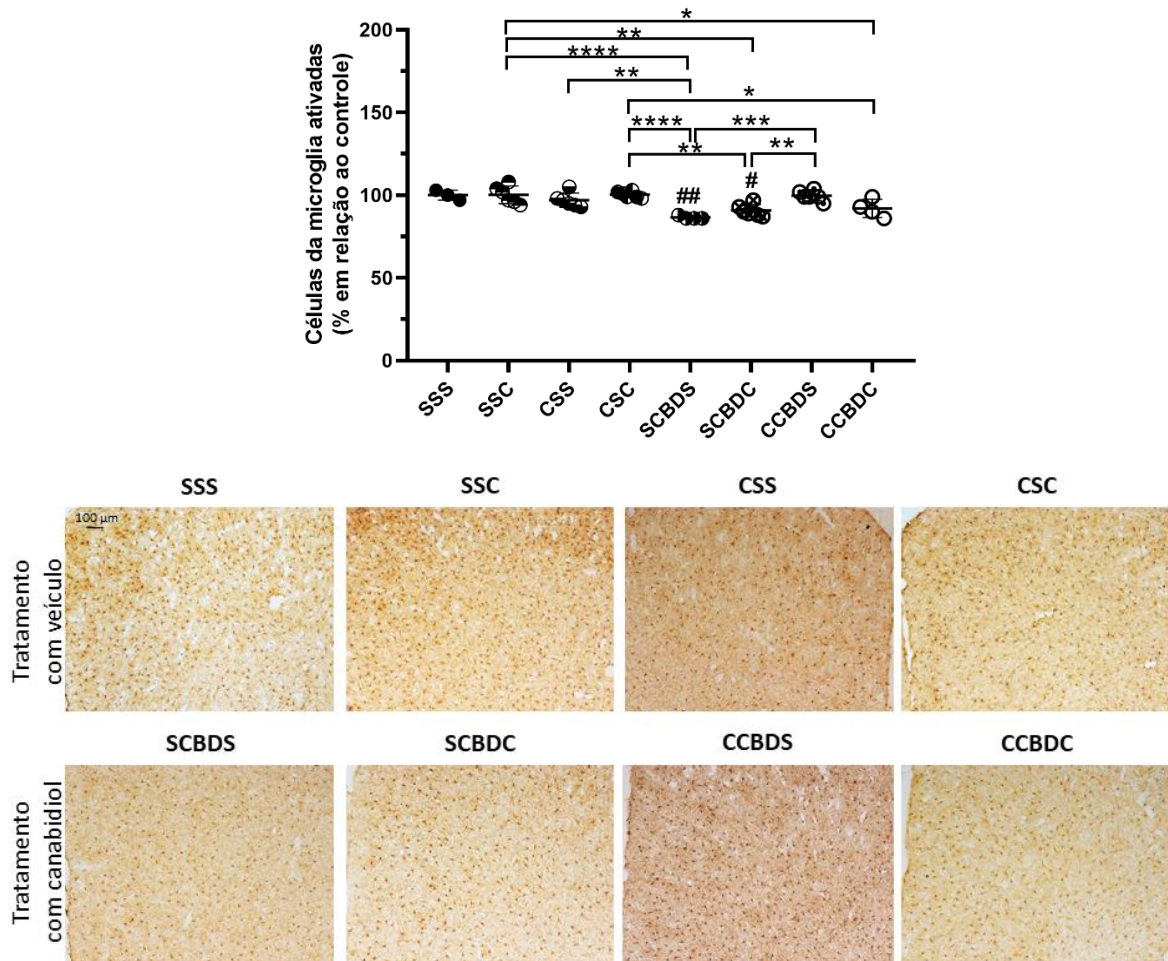 *
**
****
**
*
**** ***
** **
200
150
100
50
0
Células da microglia ativadas
(% em relação ao controle)
## #
SSS SSC CSS CSC SCBDS SCBDC CCBDS CCBDC
SSS SSC CSS CSC
100 µm
Tratamento
com veículo
SCBDS SCBDC CCBDS CCBDC
Tratamento
com canabidiol